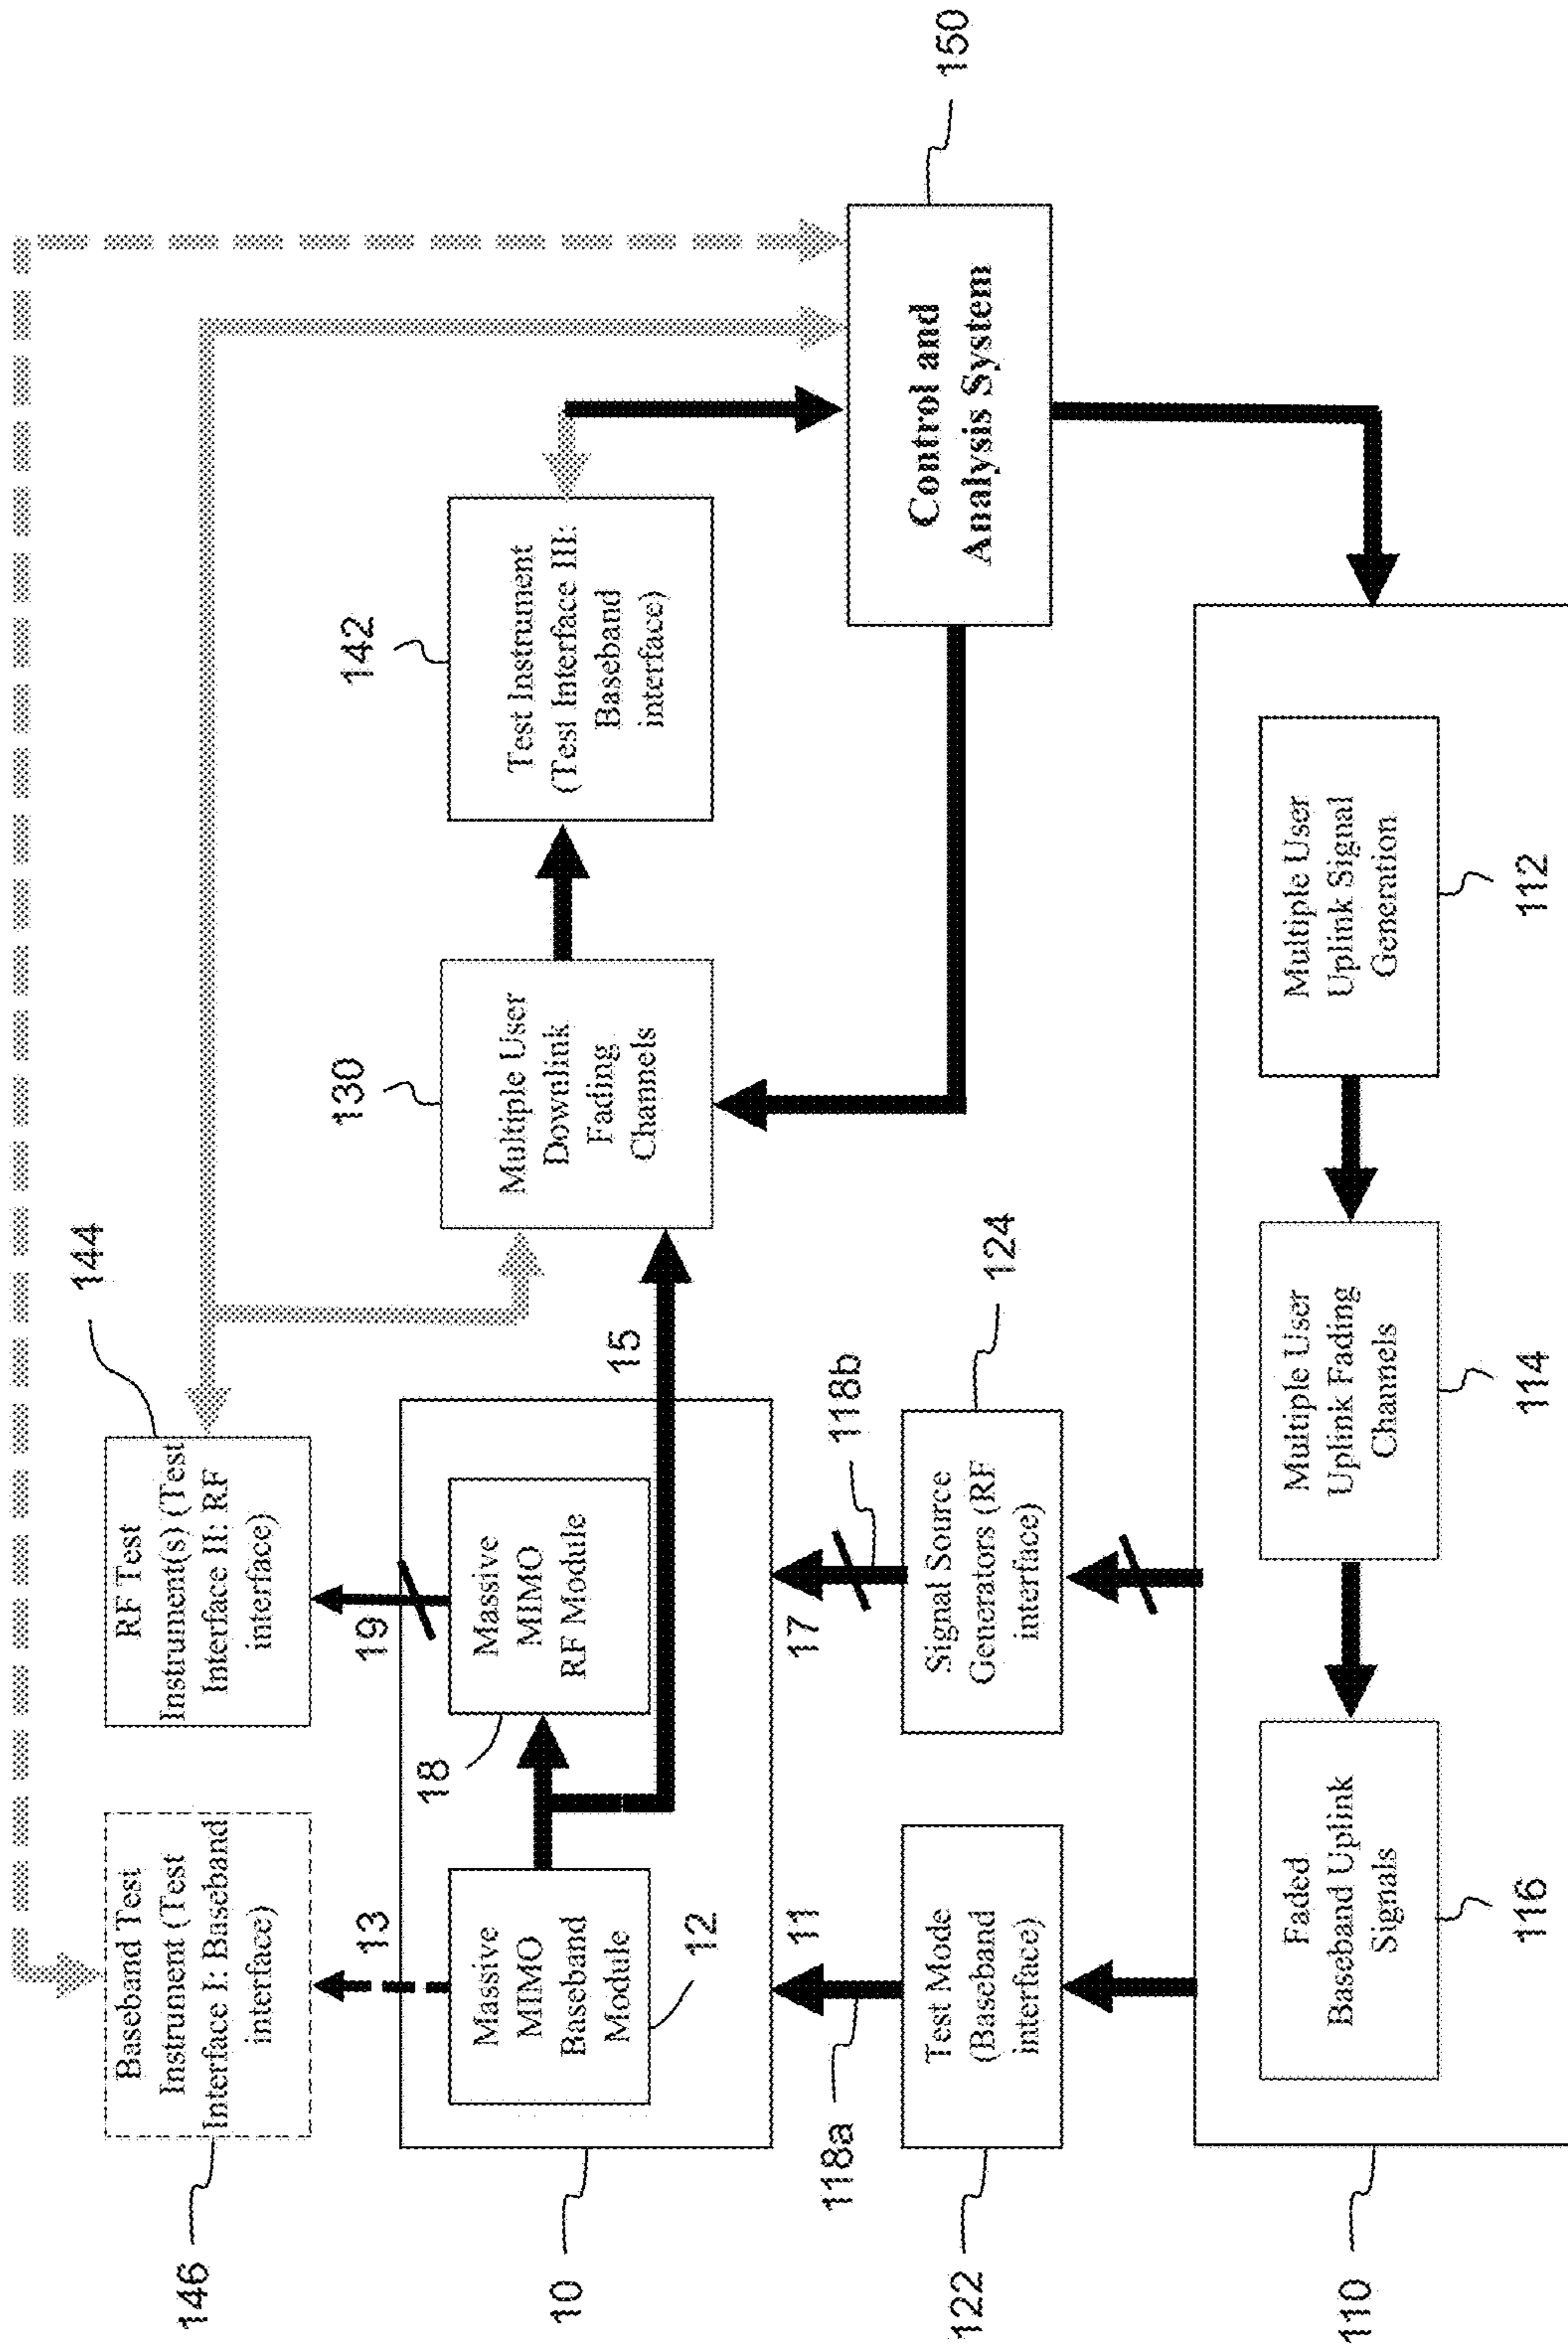 146
Baseband Test
Instrument (Test
Interface I: Baseband
interface)
144
RF Test
Instrument(s) (Test
Interface II: RF
interface)
13
19
10
Massive
MIMO
Baseband
Module
12
18
Massive
MIMO
RF Module
15
130
Multiple User
Downlink
Fading
Channels
142
Test Instrument
(Test Interface III:
Baseband
interface)
11
118a
17
118b
122
Test Mode
(Baseband
interface)
124
Signal Source
Generators (RF
interface)
Control and
Analysis System
150
110
Faded
Baseband Uplink
Signals
116
Multiple User
Uplink Fading
Channels
114
Multiple User
Uplink Signal
Generation
112